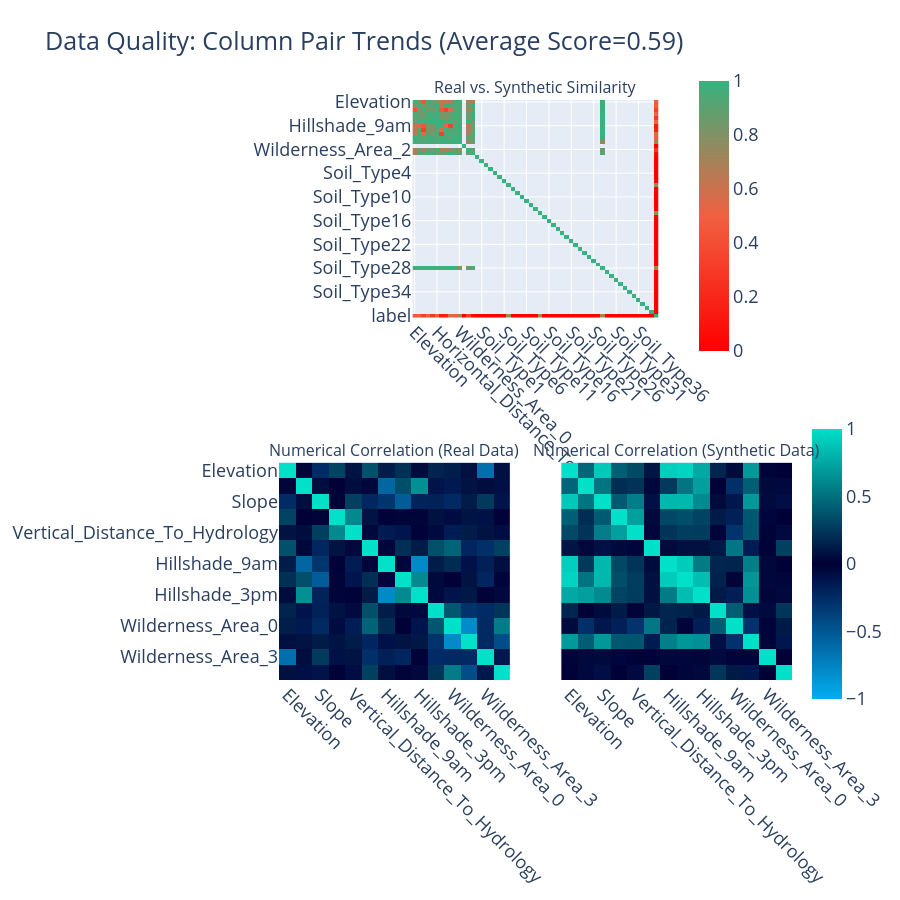 Data Quality: Column Pair Trends (Average Score=0.59)
Real vs. Synthetic Similarity
Elevation
Hillshade_9am
Wilderness_Area_2
Soil_Type4
Soil_Type10
Soil_Type16
Soil_Type22
Soil_Type28
Soil_Type34
label
Elevation
Horizontal_Distance_To
Wilderness_Area_0
Soil_Type1
Soil_Type6
Soil_Type11
Soil_Type16
Soil_Type21
Soil_Type26
Soil_Type31
Soil_Type36
1
0.8
0.6
0.4
0.2
0
Numerical Correlation (Real Data)
Elevation
Slope
Vertical_Distance_To_Hydrology
Hillshade_9am
Hillshade_3pm
Wilderness_Area_0
Wilderness_Area_3
Elevation
Slope
Vertical_Distance_To_Hydrology
Hillshade_9am
Hillshade_3pm
Wilderness_Area_0
Wilderness_Area_3
Numerical Correlation (Synthetic Data)
Elevation
Slope
Vertical_Distance_To_Hydrology
Hillshade_9am
Hillshade_3pm
Wilderness_Area_0
Wilderness_Area_3
1
0.5
0
−0.5
−1